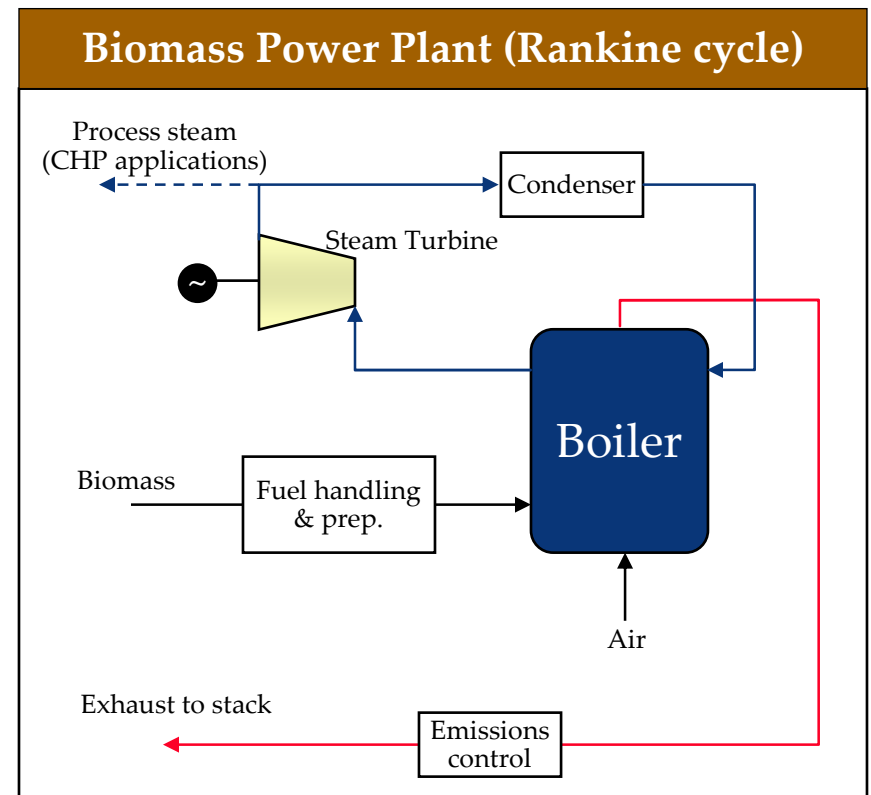 Biomass Power Plant (Rankine cycle)
Process steam
(CHP applications)
Condenser
Steam Turbine
~
Boiler
Biomass
Fuel handling
& prep.
Air
Exhaust to stack
Emissions
control